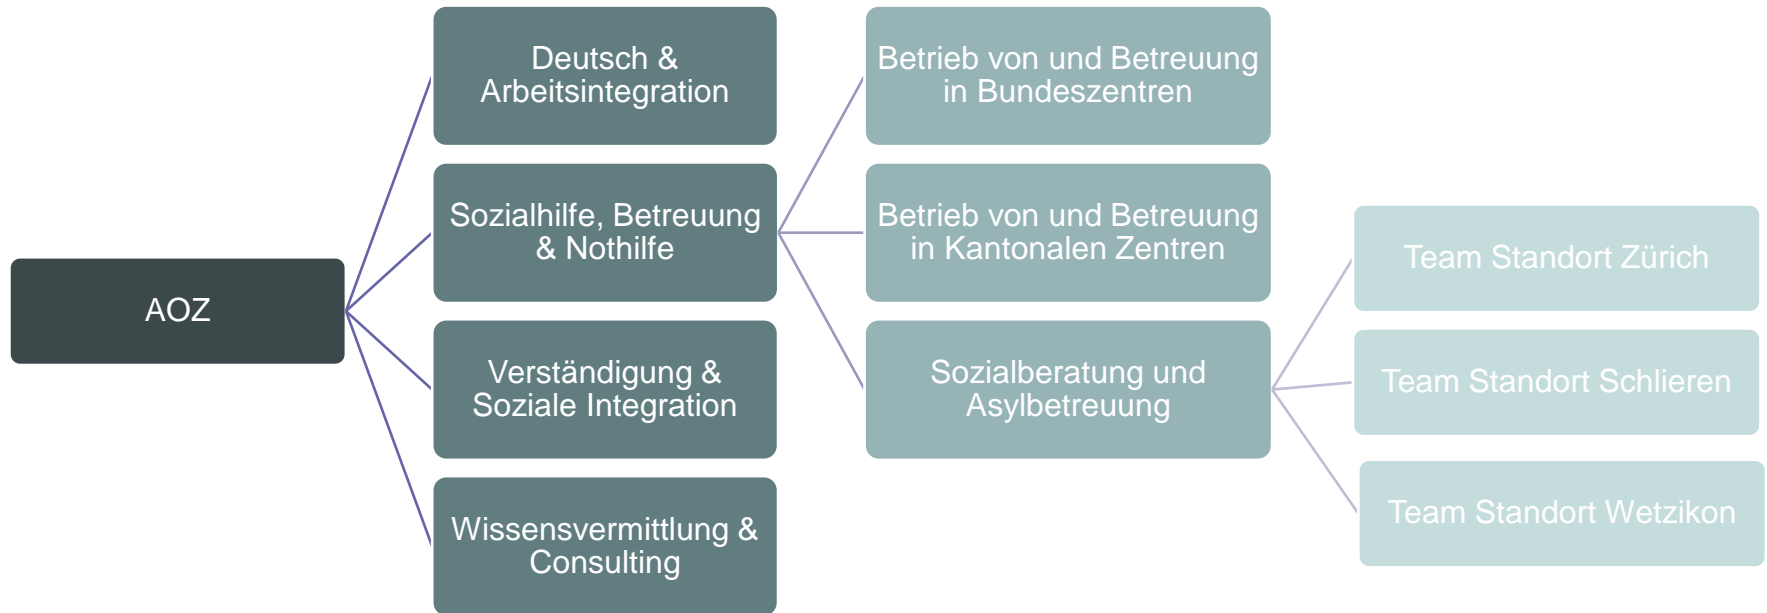 AOZ
Deutsch &
Arbeitsintegration
Sozialhilfe, Betreuung
& Nothilfe
Verständigung &
Soziale Integration
Wissensvermittlung &
Consulting
Betrieb von und Betreuung
in Bundeszentren
Betrieb von und Betreuung
in Kantonalen Zentren
Sozialberatung und
Asylbetreuung
Team Standort Zürich
Team Standort Schlieren
Team Standort Wetzikon